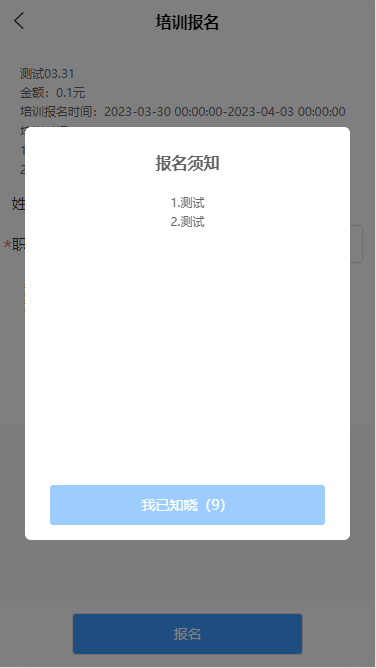 培训报名
测试03.31
金额：0.1元
培训报名时间：2023-03-30 00:00:00-2023-04-03 00:00:00
报名须知
1.测试
2.测试
姓
*职
我已知晓（9）
报名